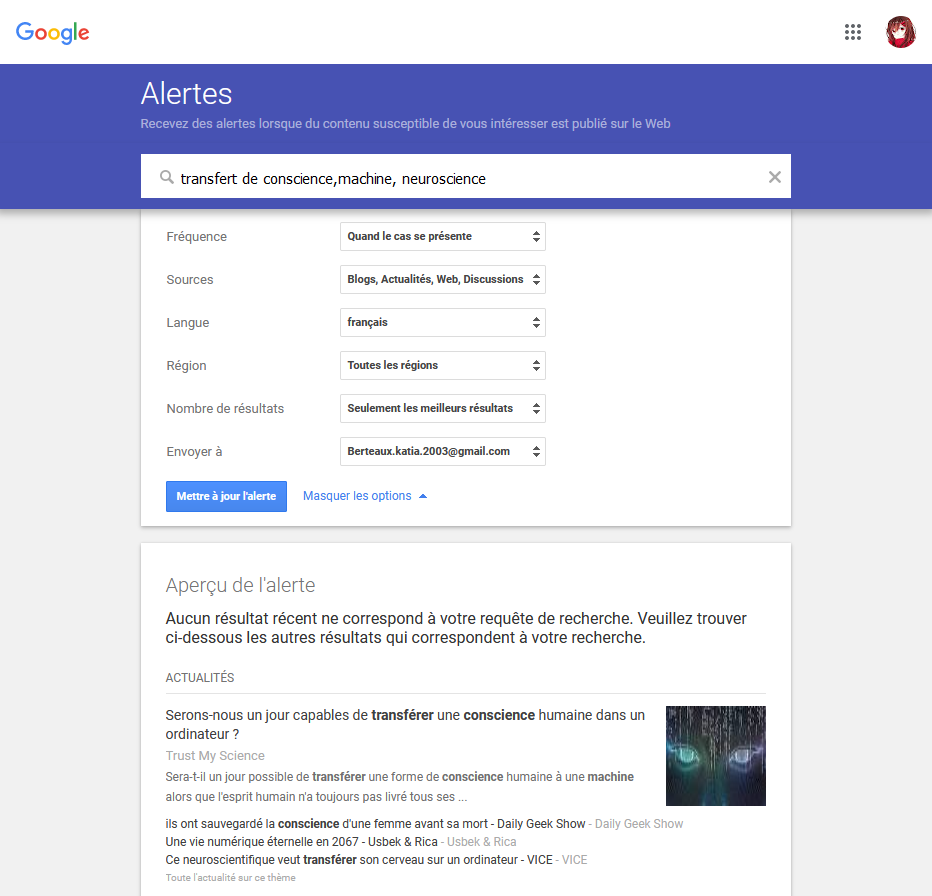 Google
Alertes
Recevez des alertes lorsque du contenu susceptible de vous intéresser est publié sur le Web
transfert de conscience,machine, neuroscience
Fréquence
Quand le cas se présente
Sources
Blogs, Actualités, Web, Discussions
Langue
français
Région
Toutes les régions
Nombre de résultats
Seulement les meilleurs résultats
Envoyer à
Berteaux.katia.2003@gmail.com
Mettre à jour l'alerte
Masquer les options
Aperçu de l'alerte
Aucun résultat récent ne correspond à votre requête de recherche. Veuillez trouver
ci-dessous les autres résultats qui correspondent à votre recherche.
ACTUALITÉS
Serons-nous un jour capables de transférer une conscience humaine dans un
ordinateur ?
Trust My Science
Sera-t-il un jour possible de transférer une forme de conscience humaine à une machine
alors que l'esprit humain n'a toujours pas livré tous ses ...
ils ont sauvegardé la conscience d'une femme avant sa mort - Daily Geek Show - Daily Geek Show
Une vie numérique éternelle en 2067 - Usbek & Rica - Usbek & Rica
Ce neuroscientifique veut transférer son cerveau sur un ordinateur - VICE - VICE
Toute l'actualité sur ce thème